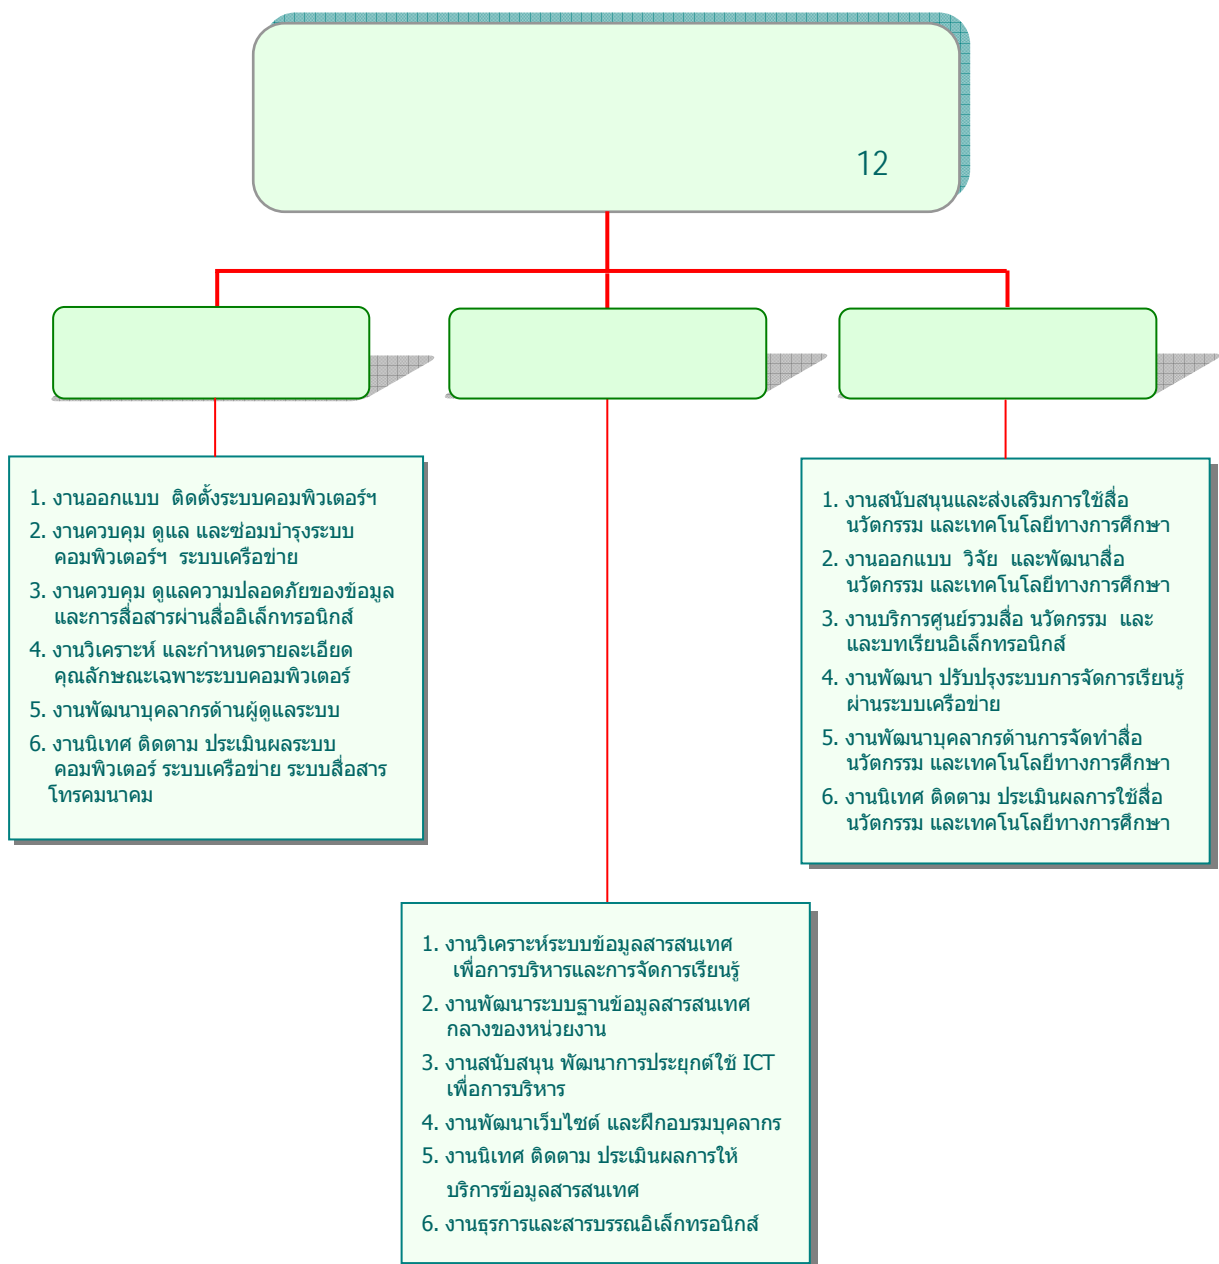 12
1. งานออกแบบ ติดตั้งระบบคอมพิวเตอร์ฯ
2. งานควบคุม ดูแล และซ่อมบำรุงระบบ
คอมพิวเตอร์ฯ ระบบเครือข่าย
3. งานควบคุม ดูแลความปลอดภัยของข้อมูล
และการสื่อสารผ่านสื่ออิเล็กทรอนิกส์
4. งานวิเคราะห์ และกำหนดรายละเอียด
คุณลักษณะเฉพาะระบบคอมพิวเตอร์
5. งานพัฒนาบุคลากรด้านผู้ดูแลระบบ
6. งานนิเทศ ติดตาม ประเมินผลระบบ
คอมพิวเตอร์ ระบบเครือข่าย ระบบสื่อสาร
โทรคมนาคม
1. งานวิเคราะห์ระบบข้อมูลสารสนเทศ
เพื่อการบริหารและการจัดการเรียนรู้
2. งานพัฒนาระบบฐานข้อมูลสารสนเทศ
กลางของหน่วยงาน
3. งานสนับสนุน พัฒนาการประยุกต์ใช้ ICT
เพื่อการบริหาร
4. งานพัฒนาเว็บไซต์ และฝึกอบรมบุคลากร
5. งานนิเทศ ติดตาม ประเมินผลการให้
บริการข้อมูลสารสนเทศ
6. งานธุรการและสารบรรณอิเล็กทรอนิกส์
1. งานสนับสนุนและส่งเสริมการใช้สื่อ
นวัตกรรม และเทคโนโลยีทางการศึกษา
2. งานออกแบบ วิจัย และพัฒนาสื่อ
นวัตกรรม และเทคโนโลยีทางการศึกษา
3. งานบริการศูนย์รวมสื่อ นวัตกรรม และ
และบทเรียนอิเล็กทรอนิกส์
4. งานพัฒนา ปรับปรุงระบบการจัดการเรียนรู้
ผ่านระบบเครือข่าย
5. งานพัฒนาบุคลากรด้านการจัดทำสื่อ
นวัตกรรม และเทคโนโลยีทางการศึกษา
6. งานนิเทศ ติดตาม ประเมินผลการใช้สื่อ
นวัตกรรม และเทคโนโลยีทางการศึกษา